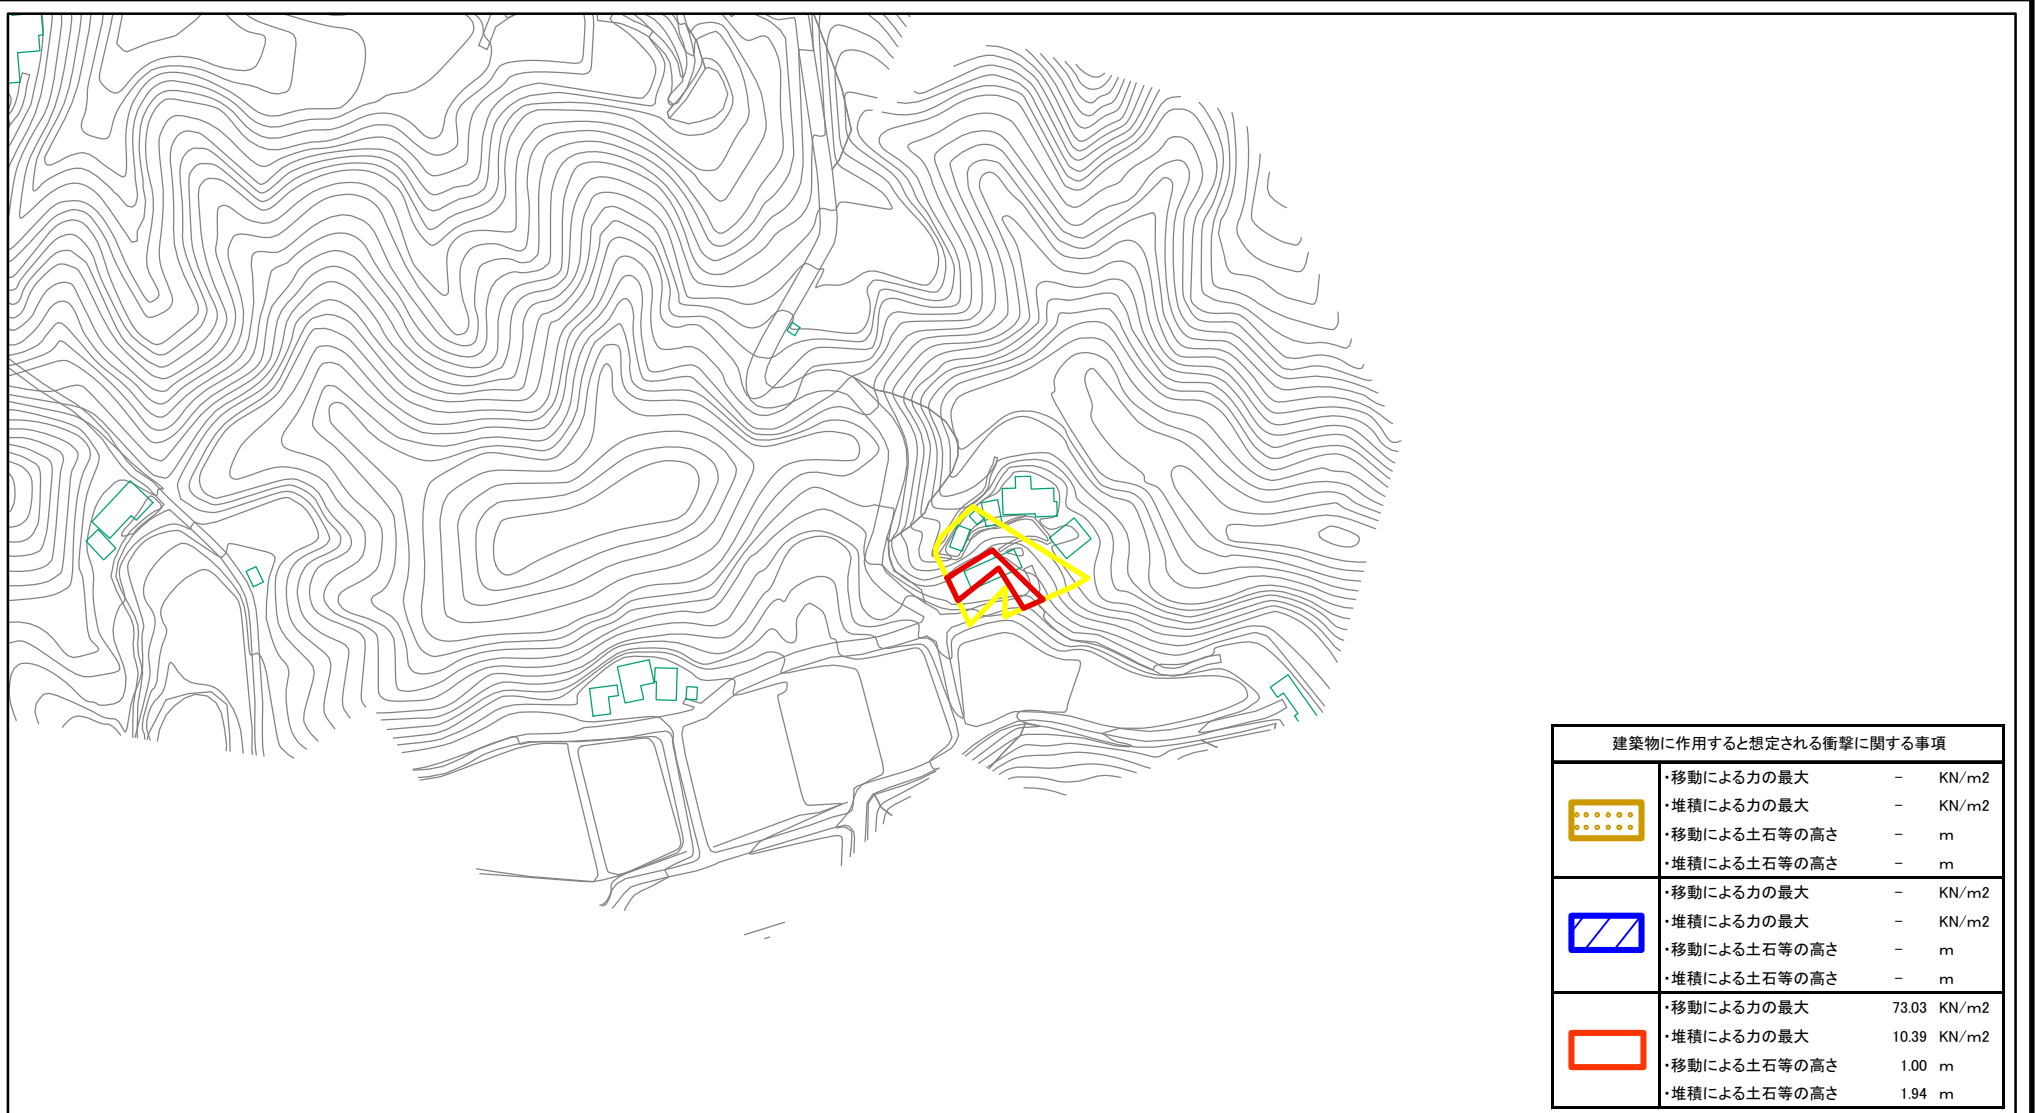 建築物に作用すると想定される衝撃に関する事項
・移動による力の最大 － KN/m2
・堆積による力の最大 － KN/m2
・移動による土石等の高さ － m
・堆積による土石等の高さ － m
・移動による力の最大 － KN/m2
・堆積による力の最大 － KN/m2
・移動による土石等の高さ － m
・堆積による土石等の高さ － m
・移動による力の最大 73.03 KN/m2
・堆積による力の最大 10.39 KN/m2
・移動による土石等の高さ 1.00 m
・堆積による土石等の高さ 1.94 m